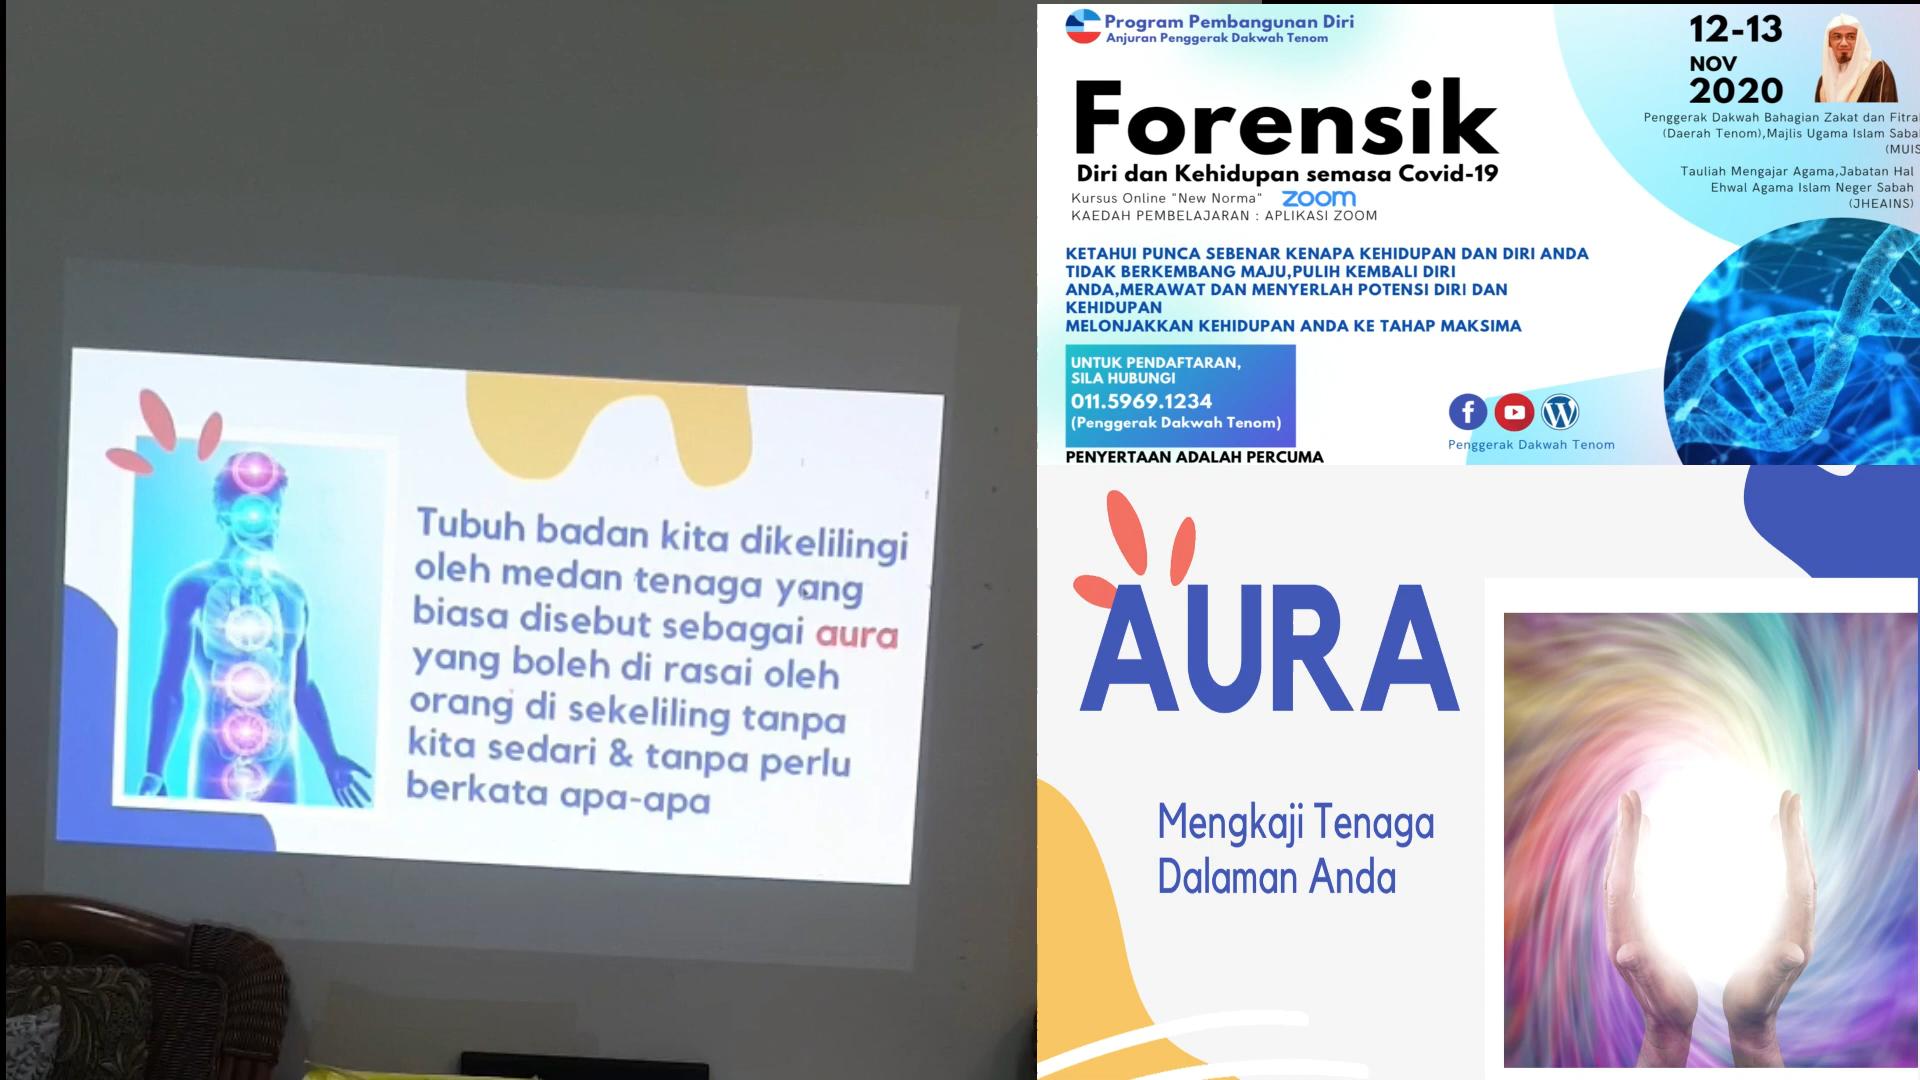 Tubuh badan kita dikelilingi
oleh medan tenaga yang
biasa disebut sebagai aura
yang boleh di rasai oleh
orang di sekeliling tanpa
kita sedari & tanpa perlu
berkata apa-apa
Program Pembangunan Diri
Anjuran Penggerak Dakwah Tenom
12-13
NOV
2020
Forensik
Diri dan Kehidupan semasa Covid-19
Kursus Online "New Norma" zoom
KAEDAH PEMBELAJARAN : APLIKASI ZOOM
Penggerak Dakwah Bahagian Zakat dan Fitra
(Daerah Tenom),Majlis Ugama Islam Saba
(MUIS
Tauliah Mengajar Agama,Jabatan Hal
Ehwal Agama Islam Neger Sabah
(JHEAINS)
KETAHUI PUNCA SEBENAR KENAPA KEHIDUPAN DAN DIRI ANDA
TIDAK BERKEMBANG MAJU,PULIH KEMBALI DIRI
ANDA,MERAWAT DAN MENYERLAH POTENSI DIRI DAN
KEHIDUPAN
MELONJAKKAN KEHIDUPAN ANDA KE TAHAP MAKSIMA
UNTUK PENDAFTARAN,
SILA HUBUNGI
011.5969.1234
(Penggerak Dakwah Tenom)
Penggerak Dakwah Tenom
PENYERTAAN ADALAH PERCUMA
AURA
Mengkaji Tenaga
Dalaman Anda